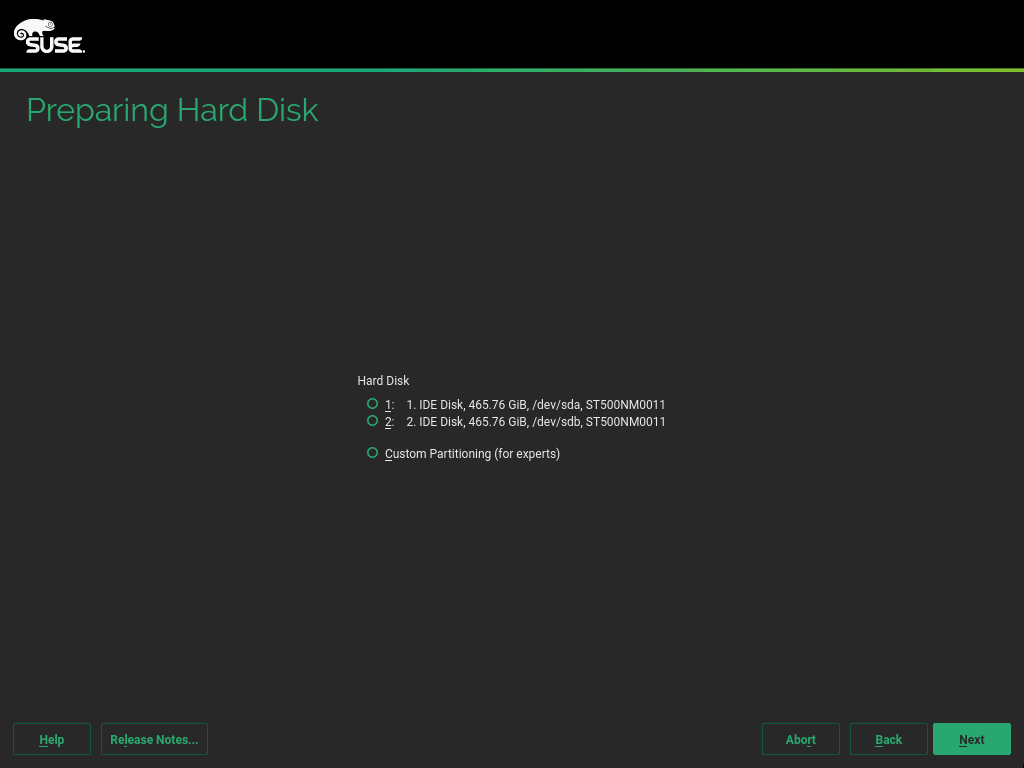 SUSE.
Preparing Hard Disk
Hard Disk
1: 1. IDE Disk, 465.76 GiB, /dev/sda, ST500NM0011
2: 2. IDE Disk, 465.76 GiB, /dev/sdb, ST500NM0011
Custom Partitioning (for experts)
Help Release Notes... Abort Back Next